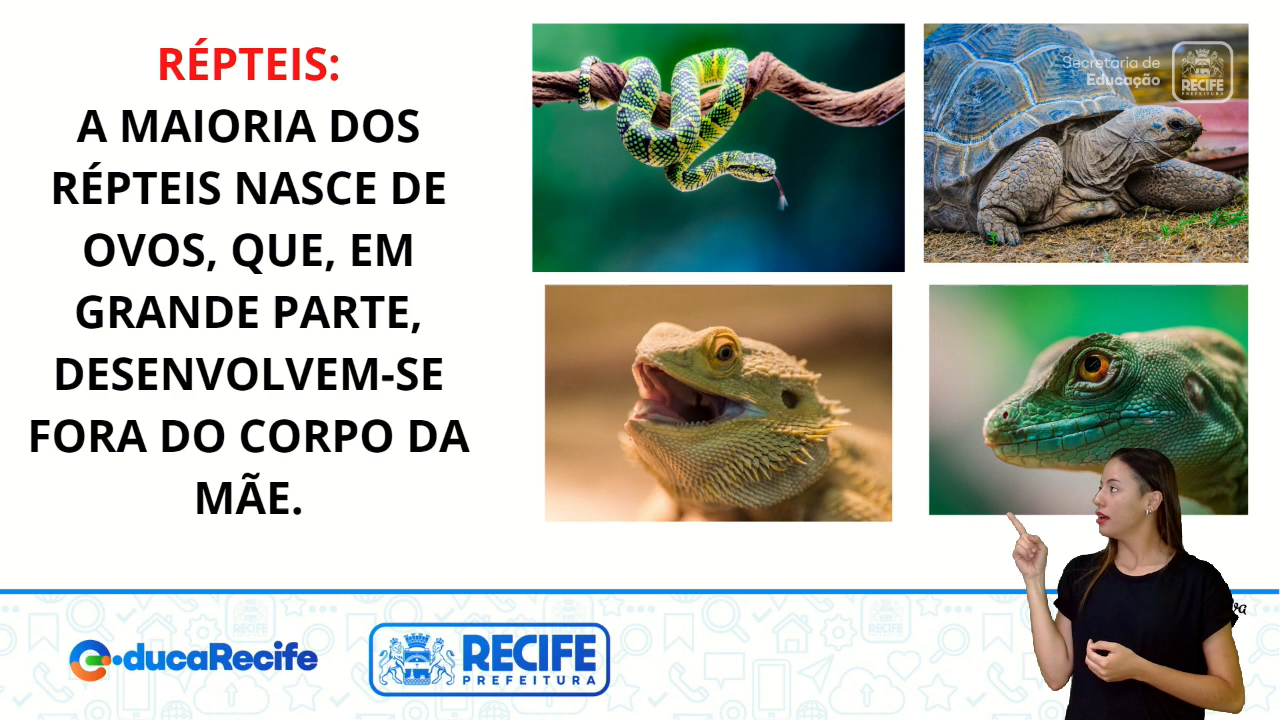 RÉPTEIS:
A MAIORIA DOS
RÉPTEIS NASCE DE
OVOS, QUE, EM
GRANDE PARTE,
DESENVOLVEM-SE
FORA DO CORPO DA
MÃE.
Secretaria de
Educação
RECIFE
PREFEITURA
ducaRecife
RECIFE
PREFEITURA